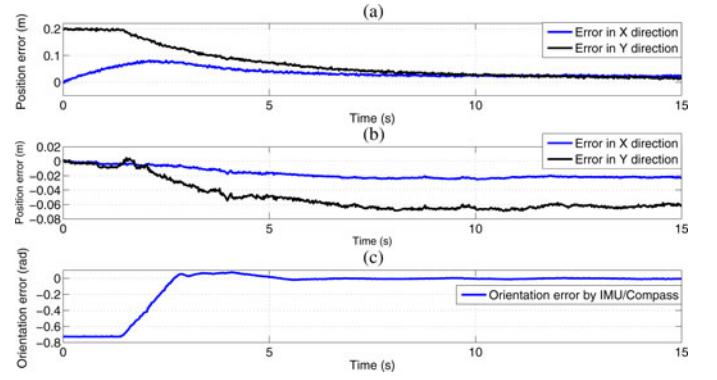 (a)
Position error (m)
0.2
0.1
0
Error in X direction
Error in Y direction
0
5
10
15
Time (s)
(b)
Position error (m)
0.02
0
−0.02
−0.04
−0.06
−0.08
Error in X direction
Error in Y direction
0
5
10
15
Time (s)
(c)
Orientation error (rad)
0
−0.2
−0.4
−0.6
−0.8
Orientation error by IMU/Compass
0
5
10
15
Time (s)